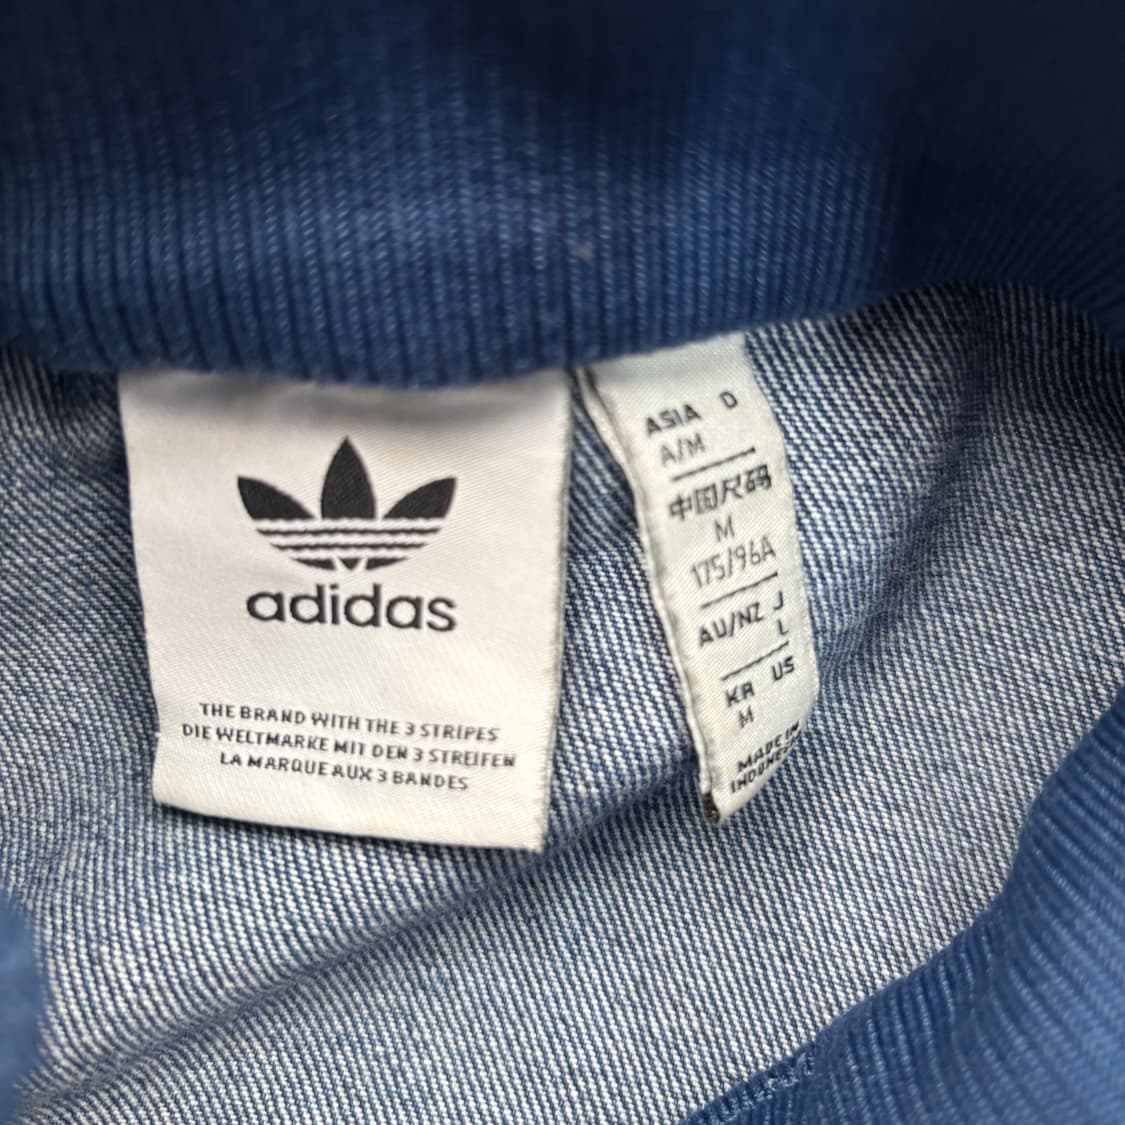 adidas
THE BRAND WITH THE 3 STRIPES
DIE WELTMARKE MIT DEN 3 STREIFEN
LA MARQUE AUX 3 BANDES
ASIA D
A/M
中国尺码
M
175/96A
AU/NZ J
L
KR US
M
MADE IN
INDONESIA